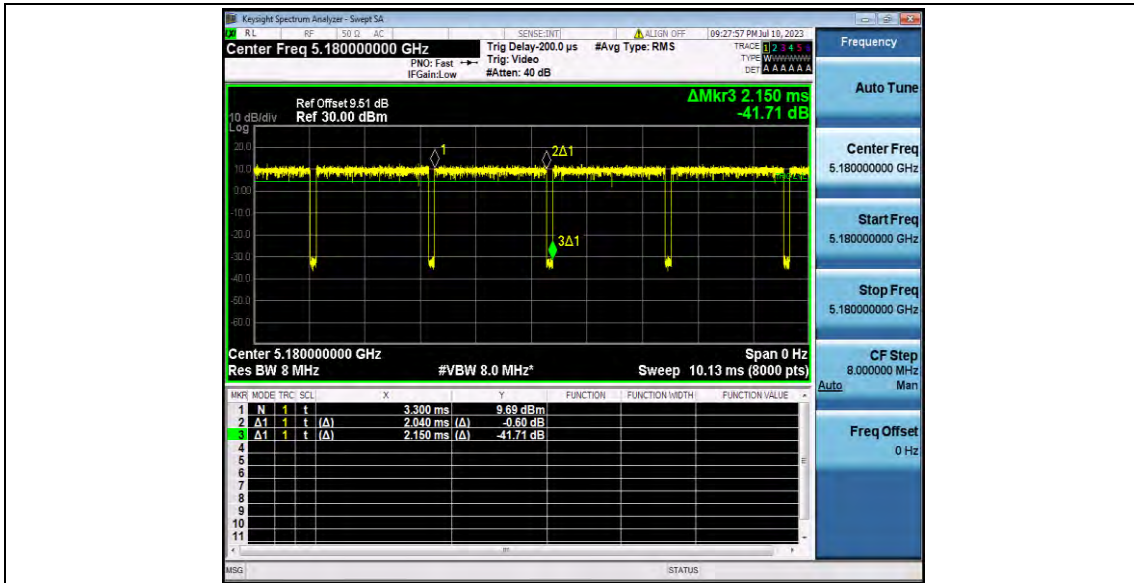 Keysight Spectrum Analyzer - Swept SA
RL RF 50 Ω AC SENSE:INT ALIGN OFF 09:27:57 PM Jul 10, 2023
Center Freq 5.180000000 GHz
PNO: Fast
IFGain:Low
Trig Delay-200.0 µs
Trig: Video
#Atten: 40 dB
#Avg Type: RMS
TRACE 1 2 3 4 5 6
TYPE W
DET A A A A A A
Ref Offset 9.51 dB
10 dB/div Ref 30.00 dBm
Log
ΔMkr3 2.150 ms
-41.71 dB
20.0
10.0
0.00
-10.0
-20.0
-30.0
-40.0
-50.0
-60.0
1
2Δ1
3Δ1
Center 5.180000000 GHz Span 0 Hz
Res BW 8 MHz #VBW 8.0 MHz* Sweep 10.13 ms (8000 pts)
MKR MODE TRC SCL X Y FUNCTION FUNCTION WIDTH FUNCTION VALUE
1 N 1 t 3.300 ms 9.69 dBm
2 Δ1 1 t (Δ) 2.040 ms (Δ) -0.60 dB
3 Δ1 1 t (Δ) 2.150 ms (Δ) -41.71 dB
4
5
6
7
8
9
10
11
MSG STATUS
Frequency
Auto Tune
Center Freq
5.180000000 GHz
Start Freq
5.180000000 GHz
Stop Freq
5.180000000 GHz
CF Step
8.000000 MHz
Auto Man
Freq Offset
0 Hz